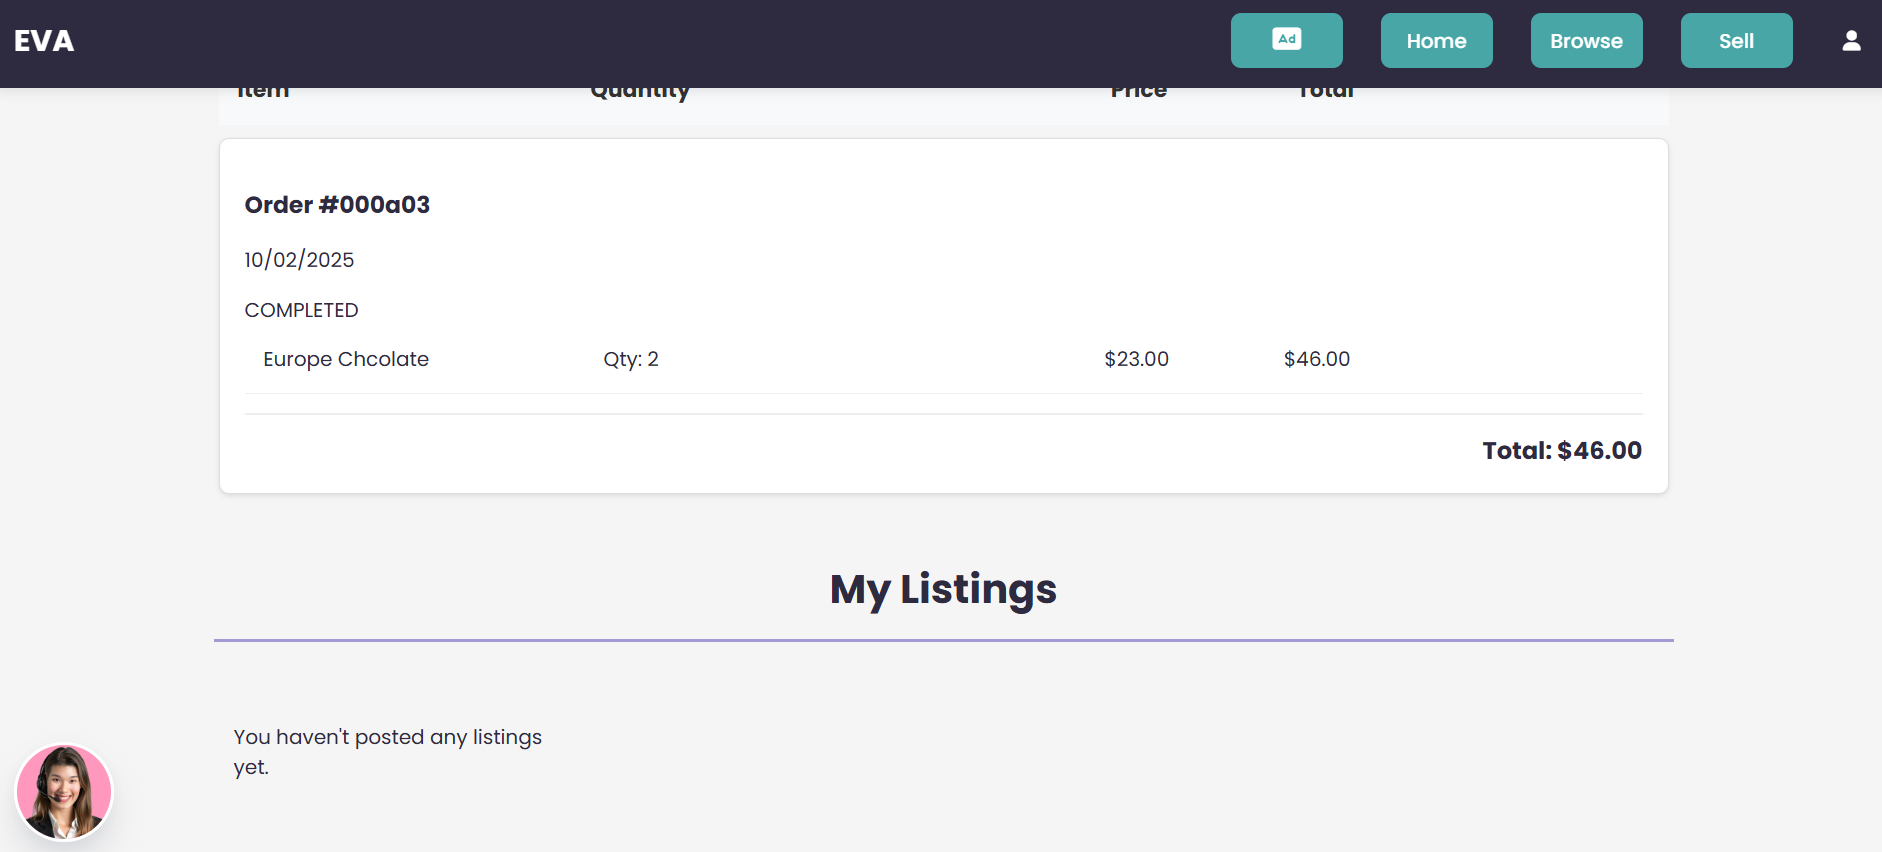 EVA
Ad
Home
Browse
Sell
Item Quantity Price Total
Order #000a03
10/02/2025
COMPLETED
Europe Chcolate Qty: 2 $23.00 $46.00
Total: $46.00
My Listings
You haven't posted any listings
yet.